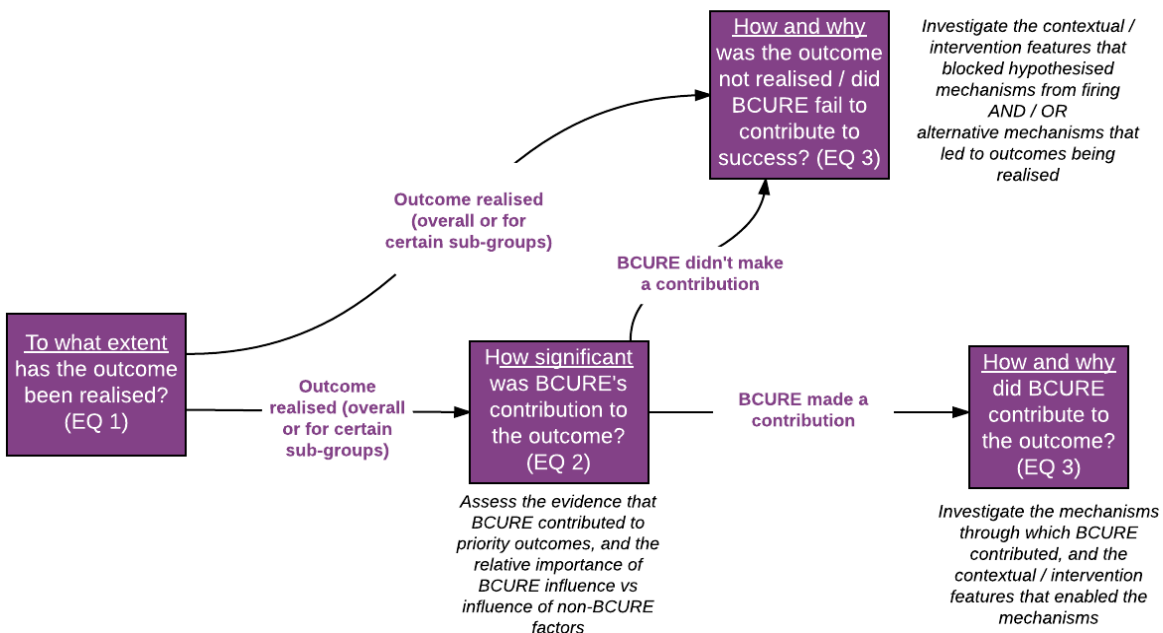 How and why
was the outcome
not realised / did
BCURE fail to
contribute to
success? (EQ 3)
Investigate the contextual /
intervention features that
blocked hypothesised
mechanisms from firing
AND / OR
alternative mechanisms that
led to outcomes being
realised
Outcome realised
(overall or for
certain sub-groups)
BCURE didn't make
a contribution
To what extent
has the outcome
been realised?
(EQ 1)
Outcome
realised (overall
or for certain
sub-groups)
How significant
was BCURE's
contribution to
the outcome?
(EQ 2)
BCURE made a
contribution
How and why
did BCURE
contribute to
the outcome?
(EQ 3)
Assess the evidence that
BCURE contributed to
priority outcomes, and the
relative importance of
BCURE influence vs
influence of non-BCURE
factors
Investigate the mechanisms
through which BCURE
contributed, and the
contextual / intervention
features that enabled the
mechanisms